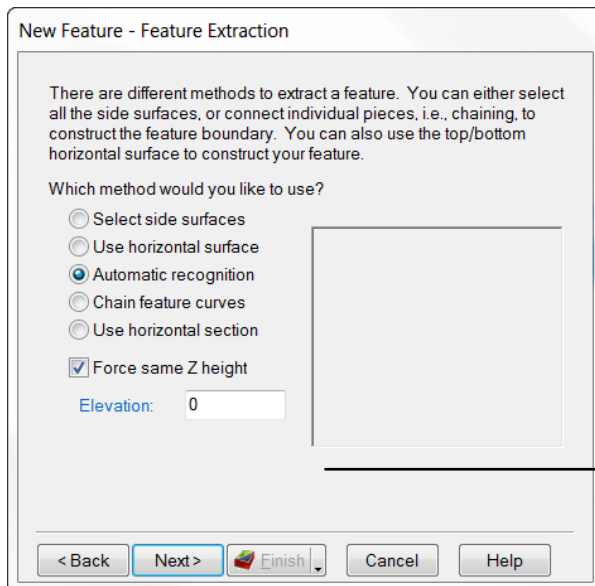 New Feature - Feature Extraction
There are different methods to extract a feature. You can either select
all the side surfaces, or connect individual pieces, i.e., chaining, to
construct the feature boundary. You can also use the top/bottom
horizontal surface to construct your feature.
Which method would you like to use?
Select side surfaces
Use horizontal surface
Automatic recognition
Chain feature curves
Use horizontal section
Force same Z height
Elevation: 0
< Back Next > Finish Cancel Help